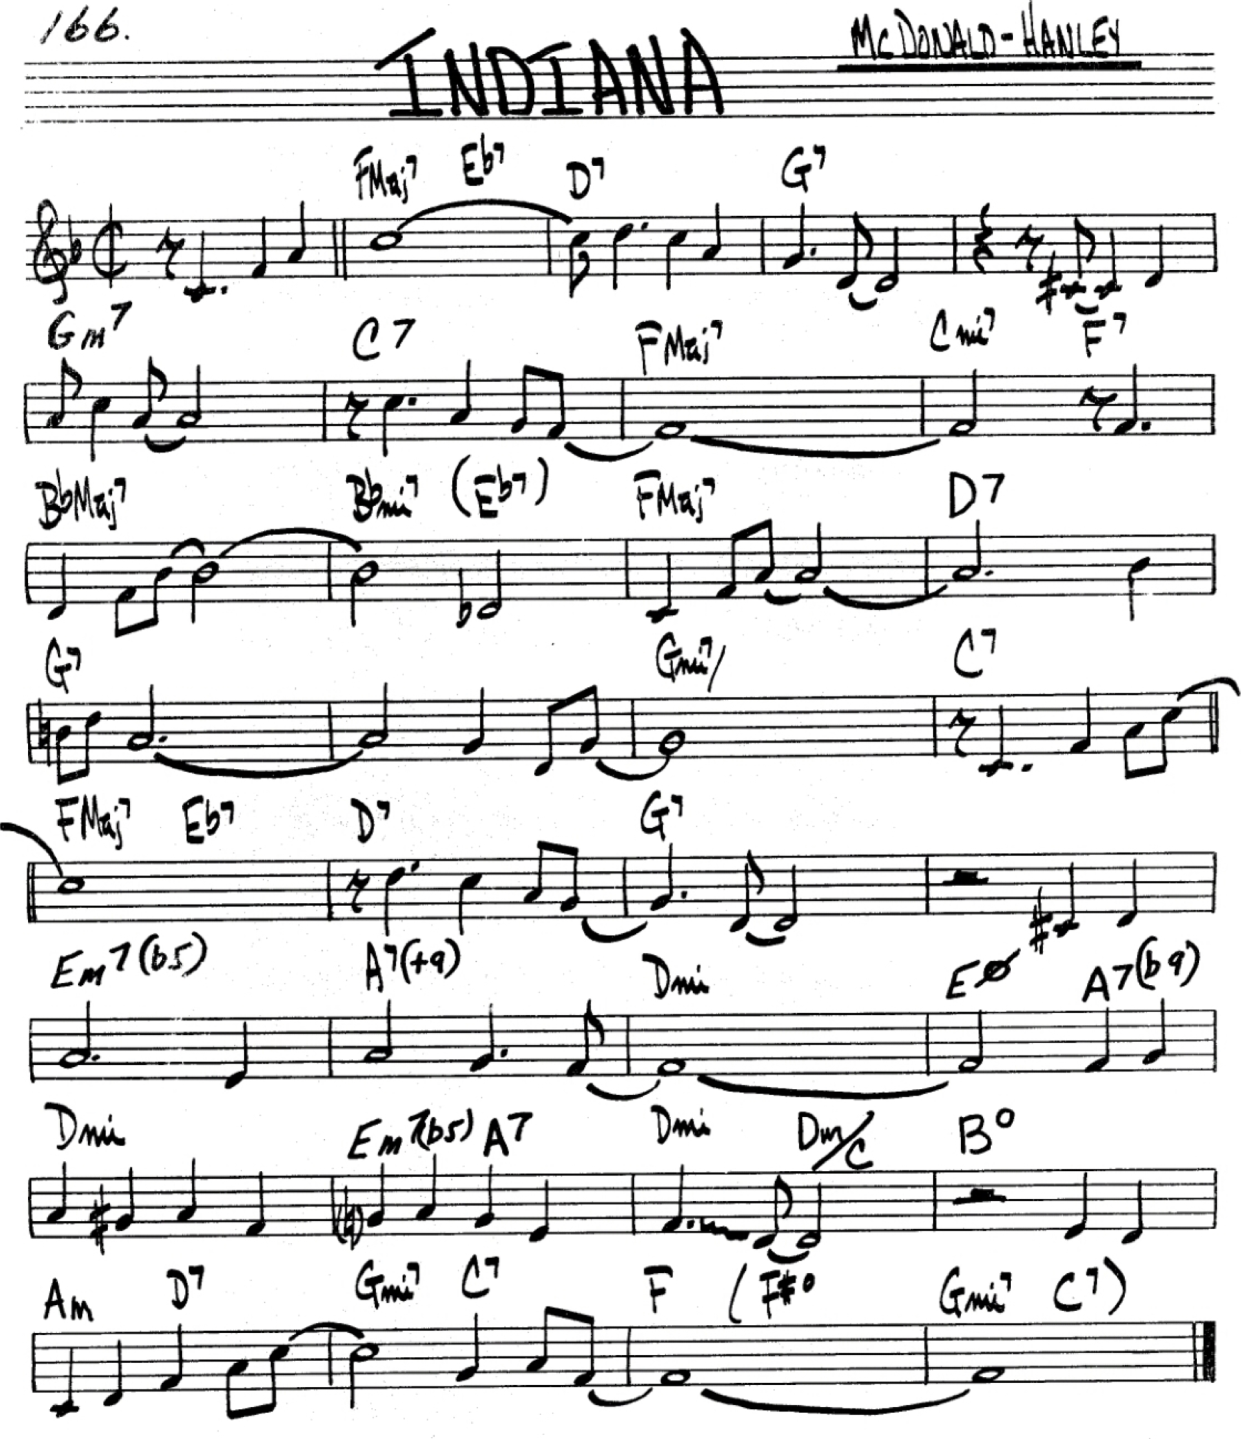 166.
INDIANA
McDONALD-HANLEY
FMaj7 Eb7 D7 G7
Gm7 C7 FMaj7 Cmi7 F7
BbMaj7 Bbmi7 (Eb7) FMaj7 D7
G7 Gmi7/ C7
FMaj7 Eb7 D7 G7
Em7(b5) A7(+9) Dmi EØ A7(b9)
Dmi Em7(b5) A7 Dmi Dm/C B°
Am D7 Gmi7 C7 F (F#° Gmi7 C7)